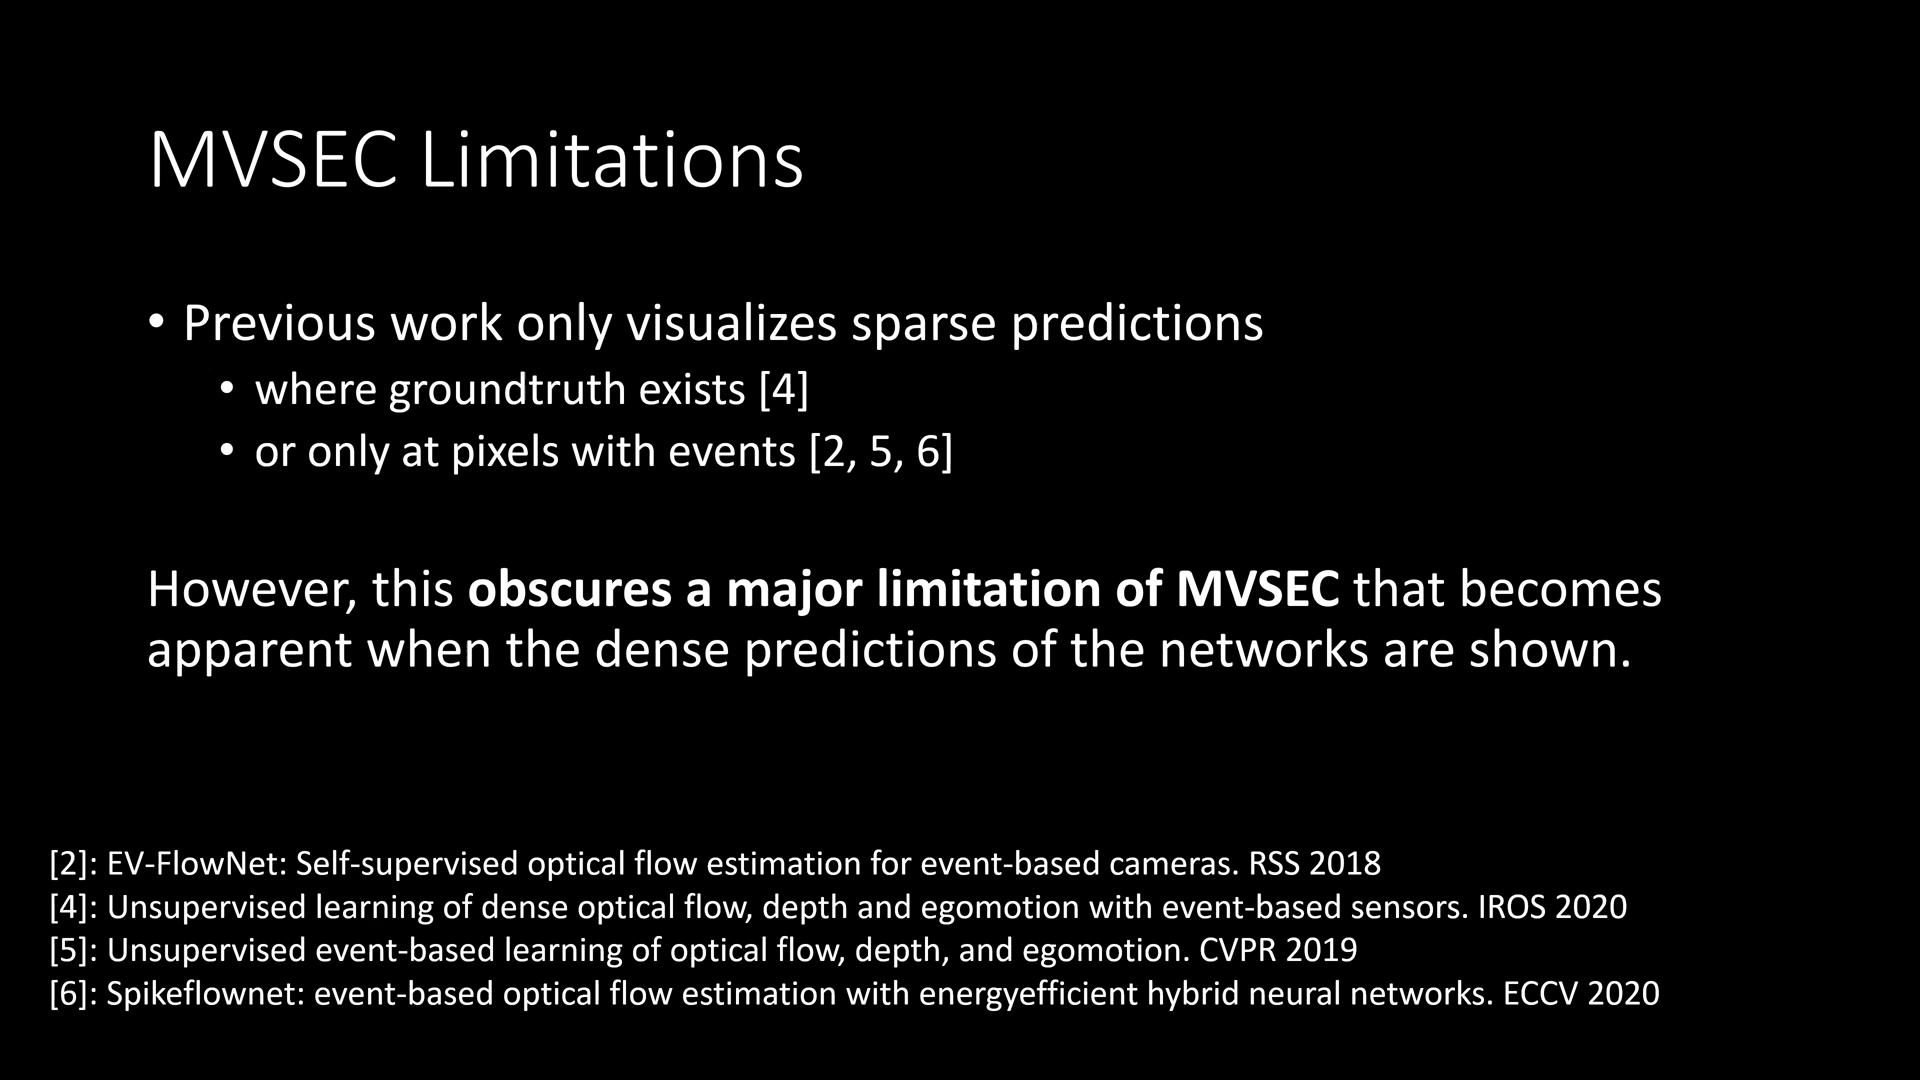 MVSEC Limitations
• Previous work only visualizes sparse predictions
• where groundtruth exists [4]
• or only at pixels with events [2, 5, 6]
However, this obscures a major limitation of MVSEC that becomes
apparent when the dense predictions of the networks are shown.
[2]: EV-FlowNet: Self-supervised optical flow estimation for event-based cameras. RSS 2018
[4]: Unsupervised learning of dense optical flow, depth and egomotion with event-based sensors. IROS 2020
[5]: Unsupervised event-based learning of optical flow, depth, and egomotion. CVPR 2019
[6]: Spikeflownet: event-based optical flow estimation with energyefficient hybrid neural networks. ECCV 2020